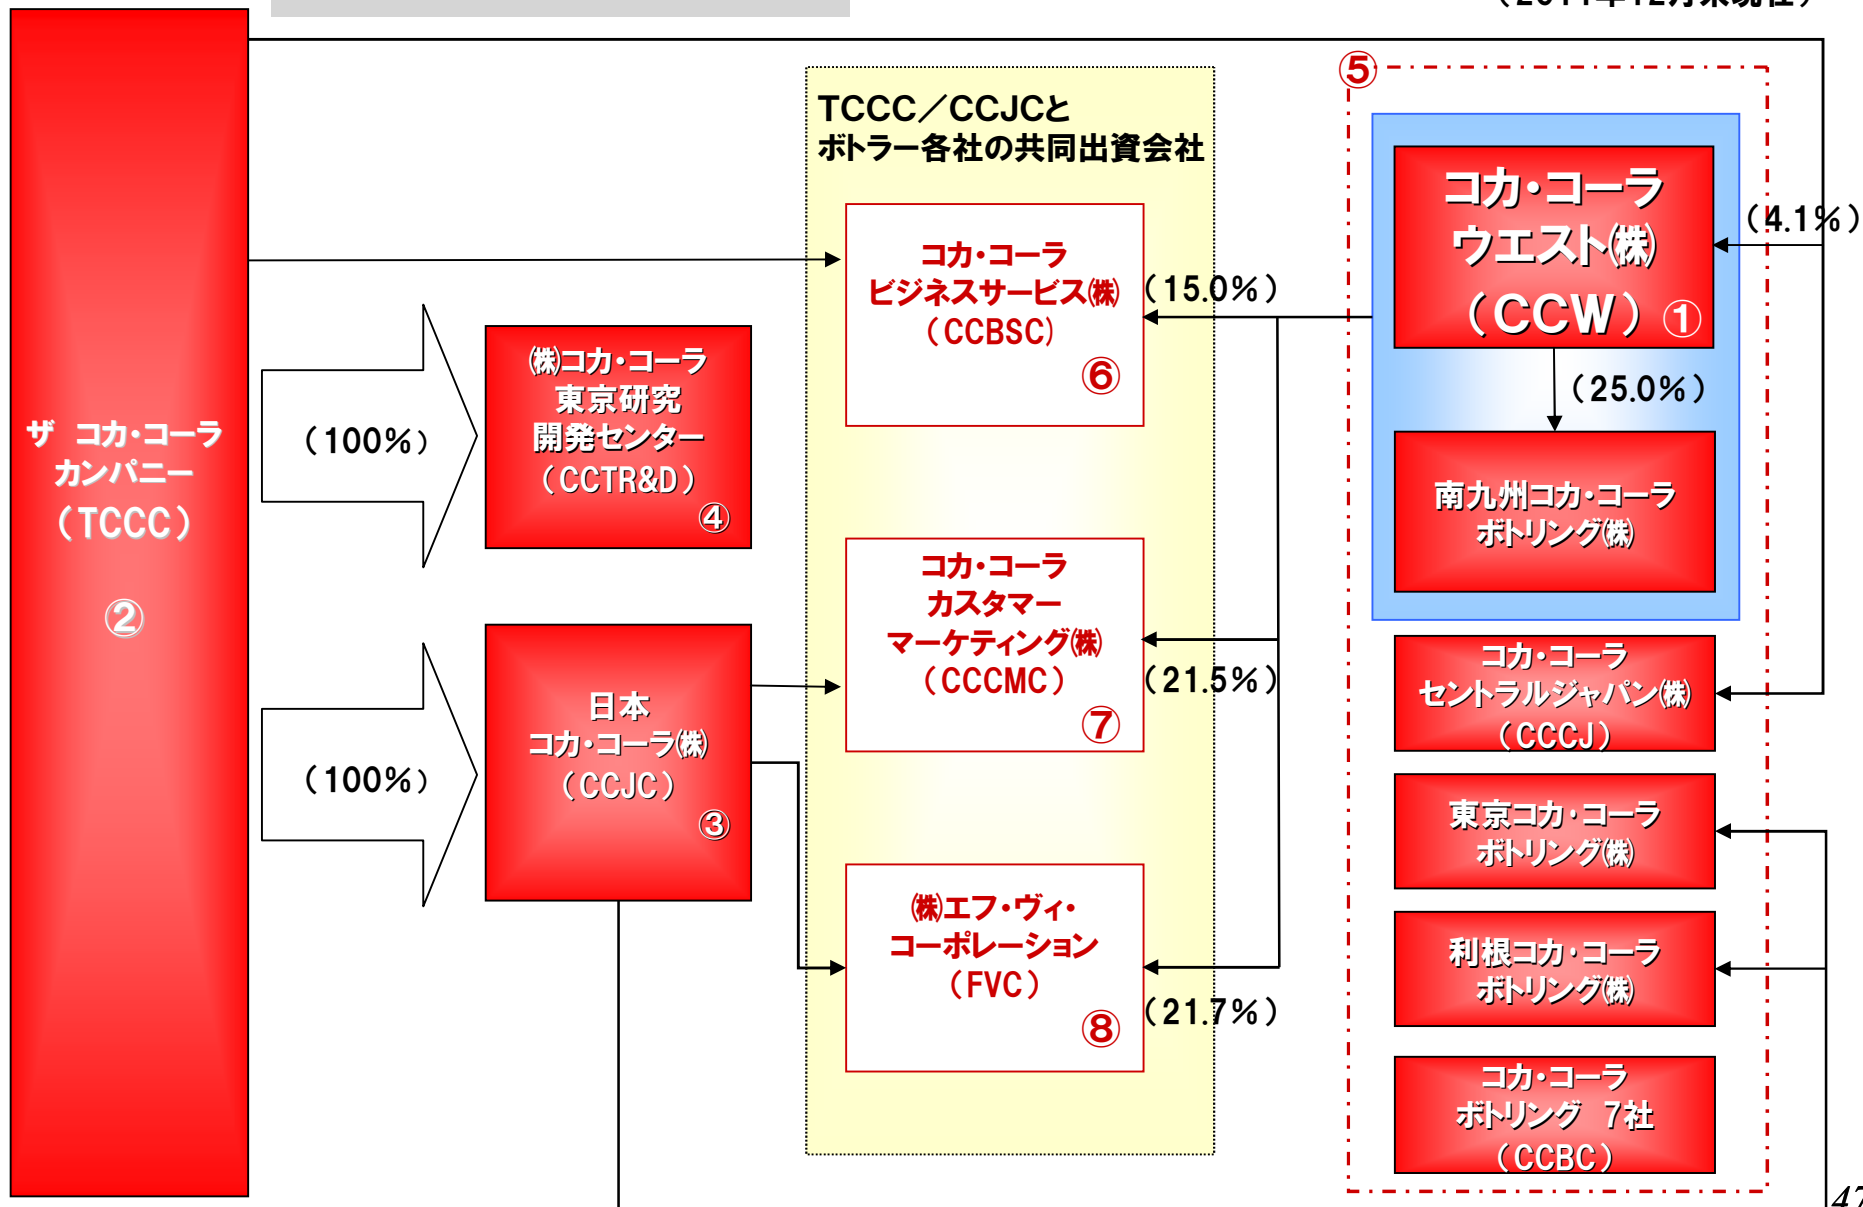 ザ コカ・コーラ
カンパニー
（TCCC）
②
（100％）
（100％）
㈱コカ・コーラ
東京研究
開発センター
（CCTR&D）
④
日本
コカ・コーラ㈱
（CCJC）
③
TCCC／CCJCと
ボトラー各社の共同出資会社
コカ・コーラ
ビジネスサービス㈱
（CCBSC）
⑥
（15.0％）
コカ・コーラ
カスタマー
マーケティング㈱
（CCCMC）
⑦
（21.5％）
㈱エフ・ヴィ・
コーポレーション
（FVC）
⑧
（21.7％）
⑤
コカ・コーラ
ウエスト㈱
（CCW）①
（4.1％）
（25.0％）
南九州コカ・コーラ
ボトリング㈱
コカ・コーラ
セントラルジャパン㈱
（CCCJ）
東京コカ・コーラ
ボトリング㈱
利根コカ・コーラ
ボトリング㈱
コカ・コーラ
ボトリング 7社
（CCBC）
47